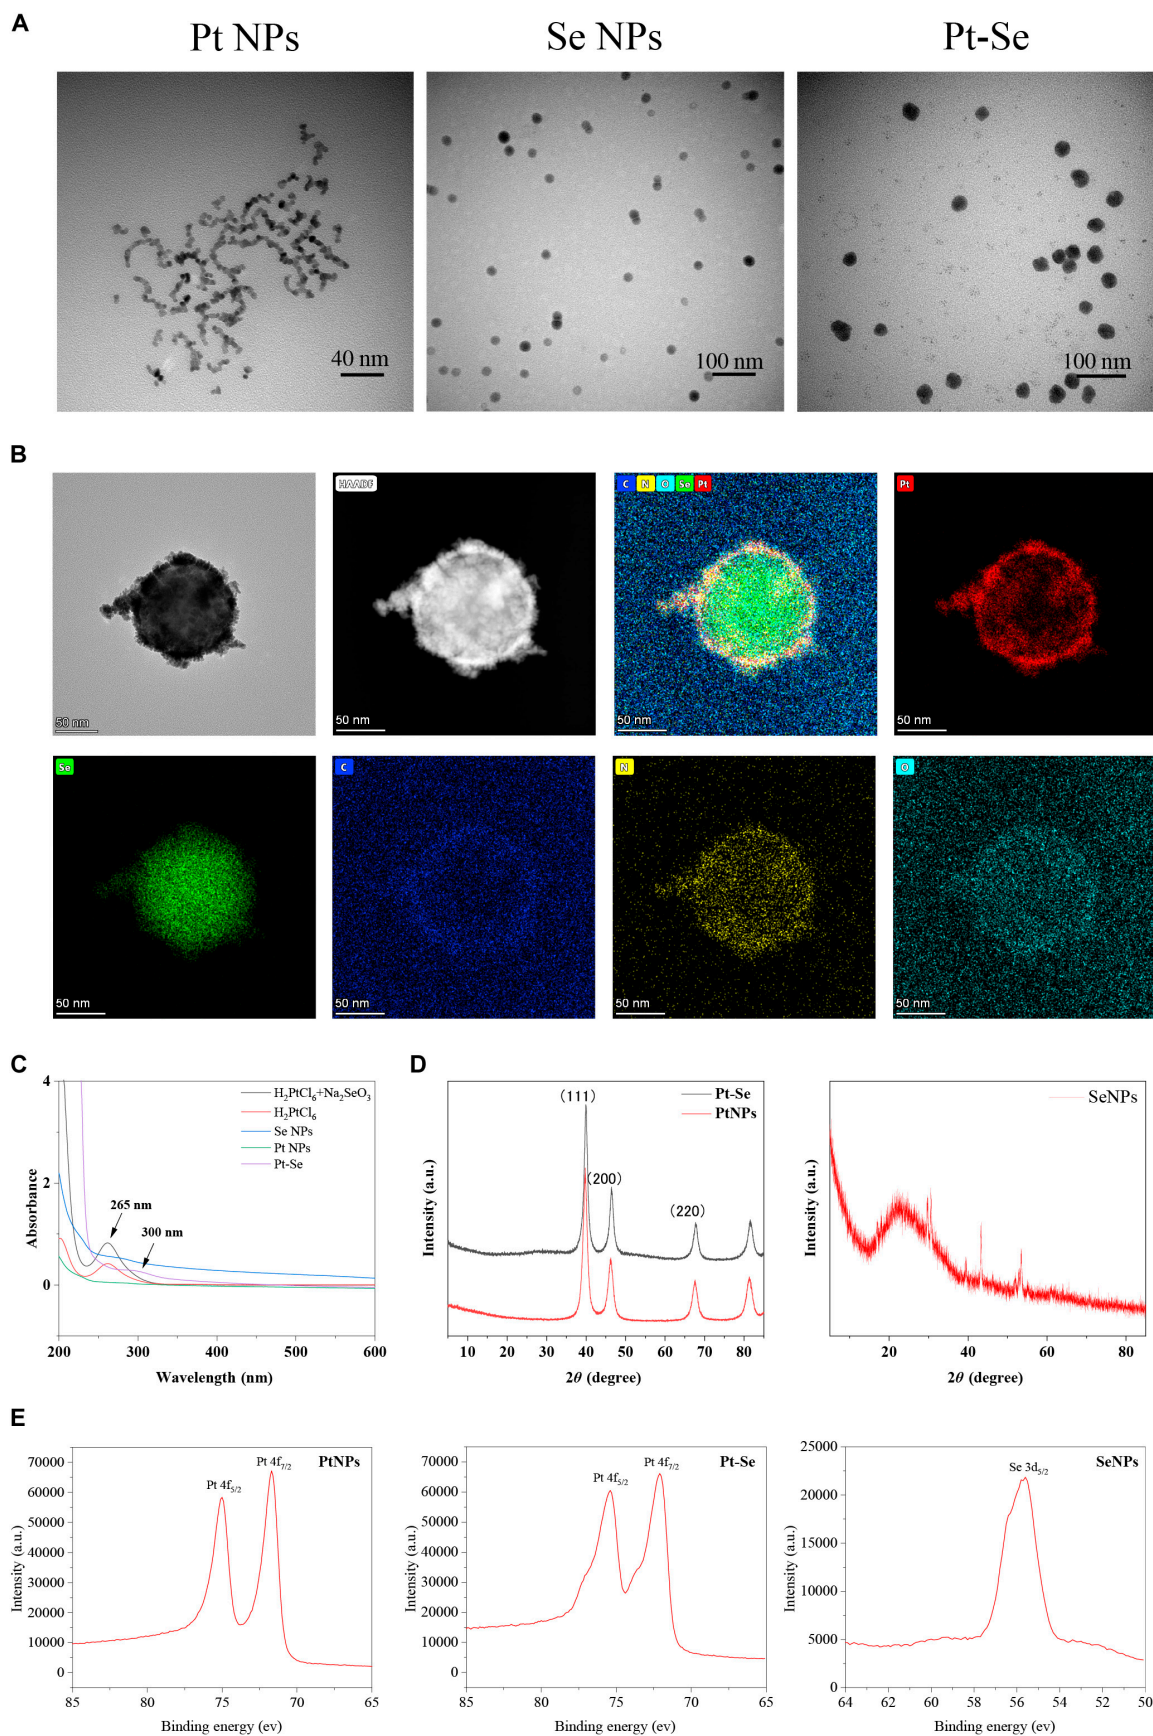 A
Pt NPs
Se NPs
Pt-Se
40 nm
100 nm
100 nm
B
HAADF
C N O Se Pt
Pt
50 nm
50 nm
50 nm
50 nm
Se
C
N
O
50 nm
50 nm
50 nm
50 nm
C
Absorbance
4
2
0
H₂PtCl₆+Na₂SeO₃
H₂PtCl₆
Se NPs
Pt NPs
Pt-Se
265 nm
300 nm
200 300 400 500 600
Wavelength (nm)
D
Intensity (a.u.)
(111)
(200)
(220)
Pt-Se
PtNPs
10 20 30 40 50 60 70 80
2θ (degree)
Intensity (a.u.)
SeNPs
20 40 60 80
2θ (degree)
E
Intensity (a.u.)
70000
60000
50000
40000
30000
20000
10000
0
Pt 4f₅/₂
Pt 4f₇/₂
PtNPs
85 80 75 70 65
Binding energy (ev)
Intensity (a.u.)
70000
60000
50000
40000
30000
20000
10000
0
Pt 4f₅/₂
Pt 4f₇/₂
Pt-Se
85 80 75 70 65
Binding energy (ev)
Intensity (a.u.)
25000
20000
15000
10000
5000
0
Se 3d₅/₂
SeNPs
64 62 60 58 56 54 52 50
Binding energy (ev)